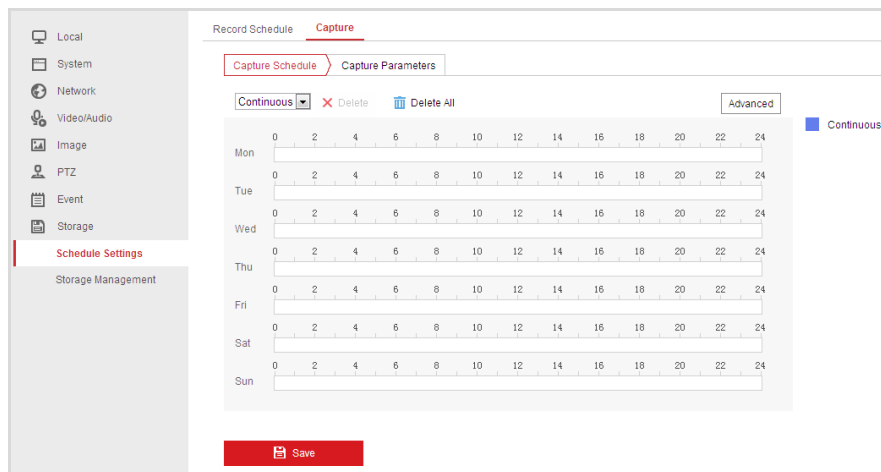 Local
System
Network
Video/Audio
Image
PTZ
Event
Storage
Schedule Settings
Storage Management
Record Schedule Capture
Capture Schedule Capture Parameters
Continuous Delete Delete All Advanced
Continuous
0 2 4 6 8 10 12 14 16 18 20 22 24
Mon
0 2 4 6 8 10 12 14 16 18 20 22 24
Tue
0 2 4 6 8 10 12 14 16 18 20 22 24
Wed
0 2 4 6 8 10 12 14 16 18 20 22 24
Thu
0 2 4 6 8 10 12 14 16 18 20 22 24
Fri
0 2 4 6 8 10 12 14 16 18 20 22 24
Sat
0 2 4 6 8 10 12 14 16 18 20 22 24
Sun
Save